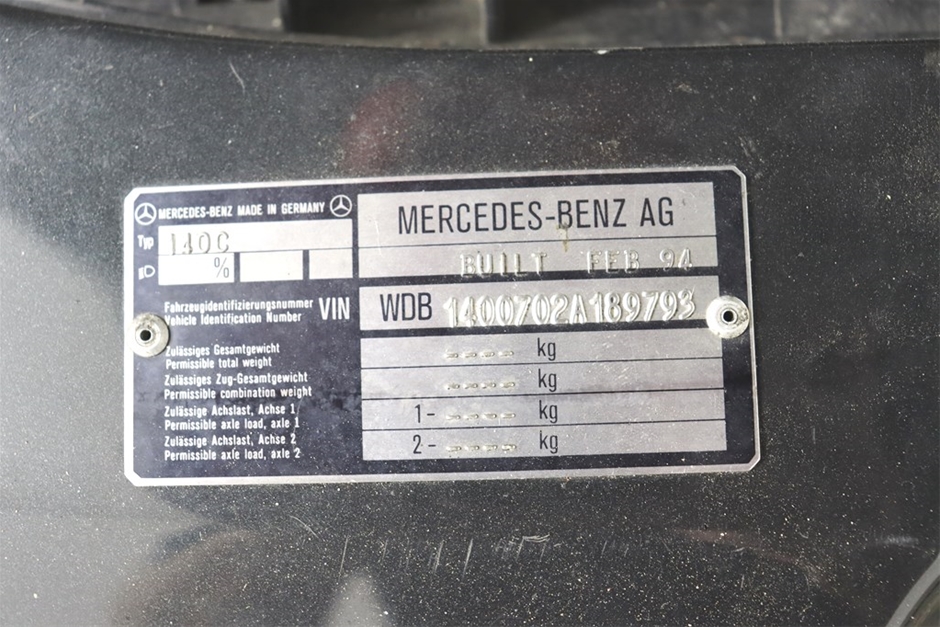 MERCEDES-BENZ MADE IN GERMANY
Typ 140C
%
MERCEDES-BENZ AG
BUILT FEB 94
Fahrzeugidentifizierungsnummer
Vehicle Identification Number
VIN WDB 1400702A189793
Zulässiges Gesamtgewicht
Permissible total weight
---- kg
Zulässiges Zug-Gesamtgewicht
Permissible combination weight
---- kg
Zulässige Achslast, Achse 1
Permissible axle load, axle 1
1- ---- kg
Zulässige Achslast, Achse 2
Permissible axle load, axle 2
2- ---- kg